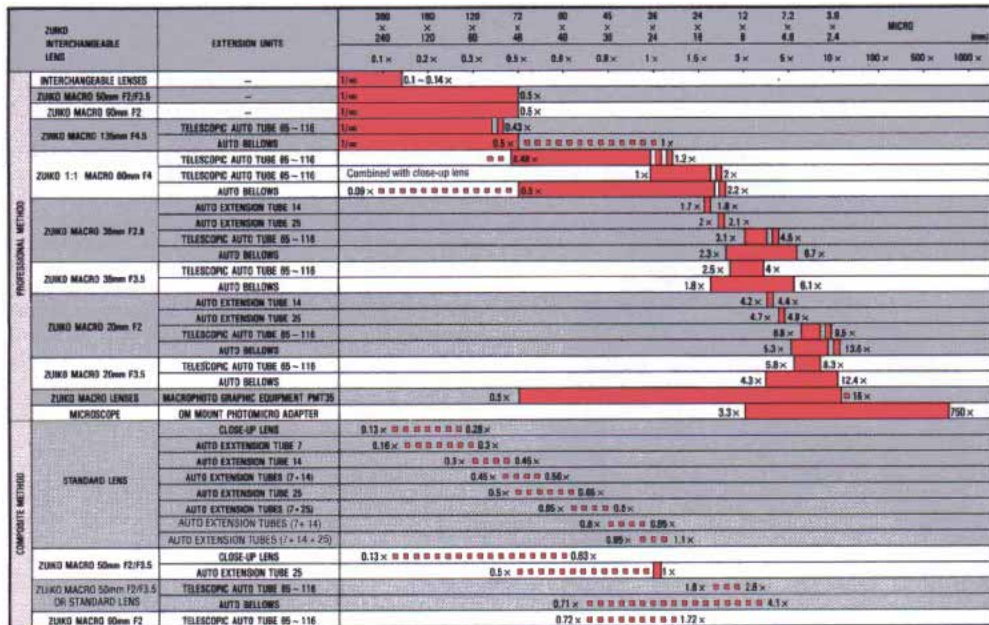 ZUIKO INTERCHANGEABLE LENS EXTENSION UNITS 360 × 240 180 × 120 120 × 80 72 × 48 60 × 40 45 × 30 36 × 24 24 × 16 12 × 8 7.2 × 4.8 3.6 × 2.4 MICRO (mm)
0.1 × 0.2 × 0.3 × 0.5 × 0.6 × 0.8 × 1 × 1.5 × 3 × 5 × 10 × 100 × 500 × 1000 ×
PROFESSIONAL METHOD
INTERCHANGEABLE LENSES – 1/∞ 0.1 ~ 0.14×
ZUIKO MACRO 50mm F2/F3.5 – 1/∞ 0.5 ×
ZUIKO MACRO 90mm F2 – 1/∞ 0.5 ×
ZUIKO MACRO 135mm F4.5 TELESCOPIC AUTO TUBE 65 ~ 116 1/∞ 0.43×
AUTO BELLOWS 1/∞ 0.5 × 1 ×
ZUIKO 1:1 MACRO 80mm F4 TELESCOPIC AUTO TUBE 65 ~ 116 0.48× 1.2 ×
TELESCOPIC AUTO TUBE 65 ~ 116 Combined with close-up lens 1× 2 ×
AUTO BELLOWS 0.09 × 0.5 × 2.2 ×
ZUIKO MACRO 38mm F2.8 AUTO EXTENSION TUBE 14 1.7 × 1.8 ×
AUTO EXTENSION TUBE 25 2 × 2.1 ×
TELESCOPIC AUTO TUBE 65 ~ 116 3.1 × 4.5 ×
AUTO BELLOWS 2.3 × 6.7 ×
ZUIKO MACRO 38mm F3.5 TELESCOPIC AUTO TUBE 65 ~ 116 2.5 × 4 ×
AUTO BELLOWS 1.8 × 6.1 ×
ZUIKO MACRO 20mm F2 AUTO EXTENSION TUBE 14 4.2 × 4.4 ×
AUTO EXTENSION TUBE 25 4.7 × 4.9 ×
TELESCOPIC AUTO TUBE 65 ~ 116 9.5 ×
AUTO BELLOWS 5.3 × 13.6 ×
ZUIKO MACRO 20mm F3.5 TELESCOPIC AUTO TUBE 65 ~ 116 5.8 × 8.3 ×
AUTO BELLOWS 4.3 × 12.4 ×
ZUIKO MACRO LENSES MACROPHOTO GRAPHIC EQUIPMENT PMT35 0.5 × 16 ×
MICROSCOPE OM MOUNT PHOTOMICRO ADAPTER 3.3 × 750 ×
COMPOSITE METHOD
STANDARD LENS CLOSE-UP LENS 0.13 × 0.28 ×
AUTO EXXTENSION TUBE 7 0.16 × 0.3 ×
AUTO EXTENSION TUBE 14 0.3 × 0.45 ×
AUTO EXTENSION TUBES (7+14) 0.45 × 0.56 ×
AUTO EXTENSION TUBE 25 0.5 × 0.65 ×
AUTO EXTENSION TUBES (7+25) 0.65 × 0.8 ×
AUTO EXTENSION TUBES (7+ 14) 0.8 × 0.95 ×
AUTO EXTENSION TUBES (7 + 14 + 25) 0.95 × 1.1 ×
ZUIKO MACRO 50mm F2/F3.5 CLOSE-UP LENS 0.13 × 0.63 ×
AUTO EXTENSION TUBE 25 0.5 × 1 ×
ZUIKO MACRO 50mm F2/F3.5 OR STANDARD LENS TELESCOPIC AUTO TUBE 65 ~ 116 1.8 × 2.8 ×
AUTO BELLOWS 0.71 × 4.1 ×
ZUIKO MACRO 90mm F2 TELESCOPIC AUTO TUBE 65 ~ 116 0.72 × 1.72 ×